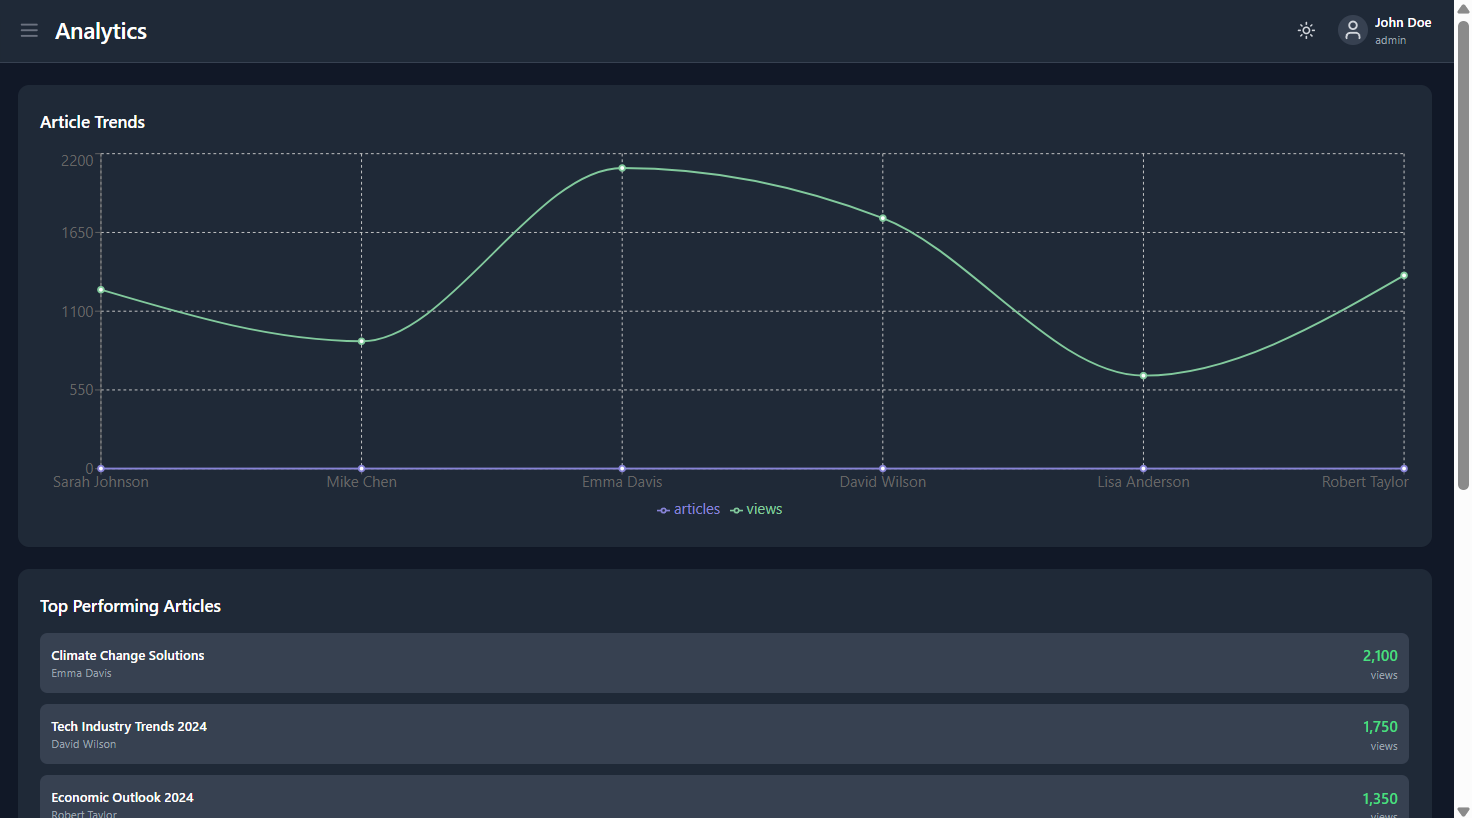 Analytics
John Doe
admin
Article Trends
2200
1650
1100
550
0
Sarah Johnson Mike Chen Emma Davis David Wilson Lisa Anderson Robert Taylor
articles views
Top Performing Articles
Climate Change Solutions 2,100
Emma Davis views
Tech Industry Trends 2024 1,750
David Wilson views
Economic Outlook 2024 1,350
Robert Taylor views